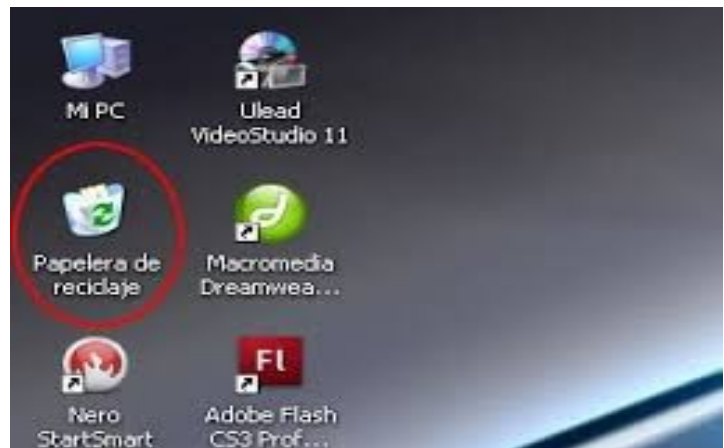 Mi PC
Ulead
VideoStudio 11
Papelera de
reciclaje
Macromedia
Dreamwea...
Nero
StartSmart
Fl
Adobe Flash
CS3 Prof...